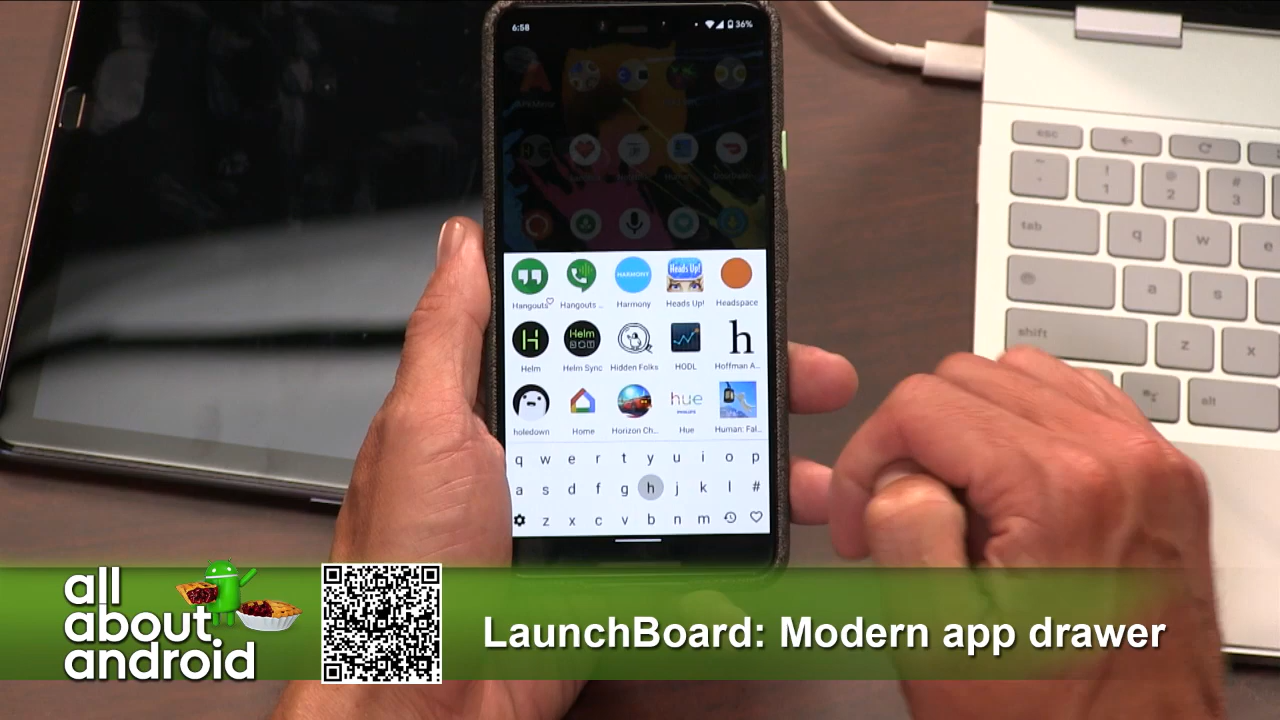 6:58
36%
HARMONY
Heads Up!
Hangouts
Hangouts ...
Harmony
Heads Up!
Headspace
Helm
h
Helm
Helm Sync
Hidden Folks
HODL
Hoffman A...
hue
PHILIPS
holedown
Home
Horizon Ch...
Hue
Human: Fal...
q w e r t y u i o p
a s d f g h j k l #
z x c v b n m
esc
~
!
1
@
2
#
3
tab
q
w
e
a
s
shift
z
x
alt
all
about
android
LaunchBoard: Modern app drawer